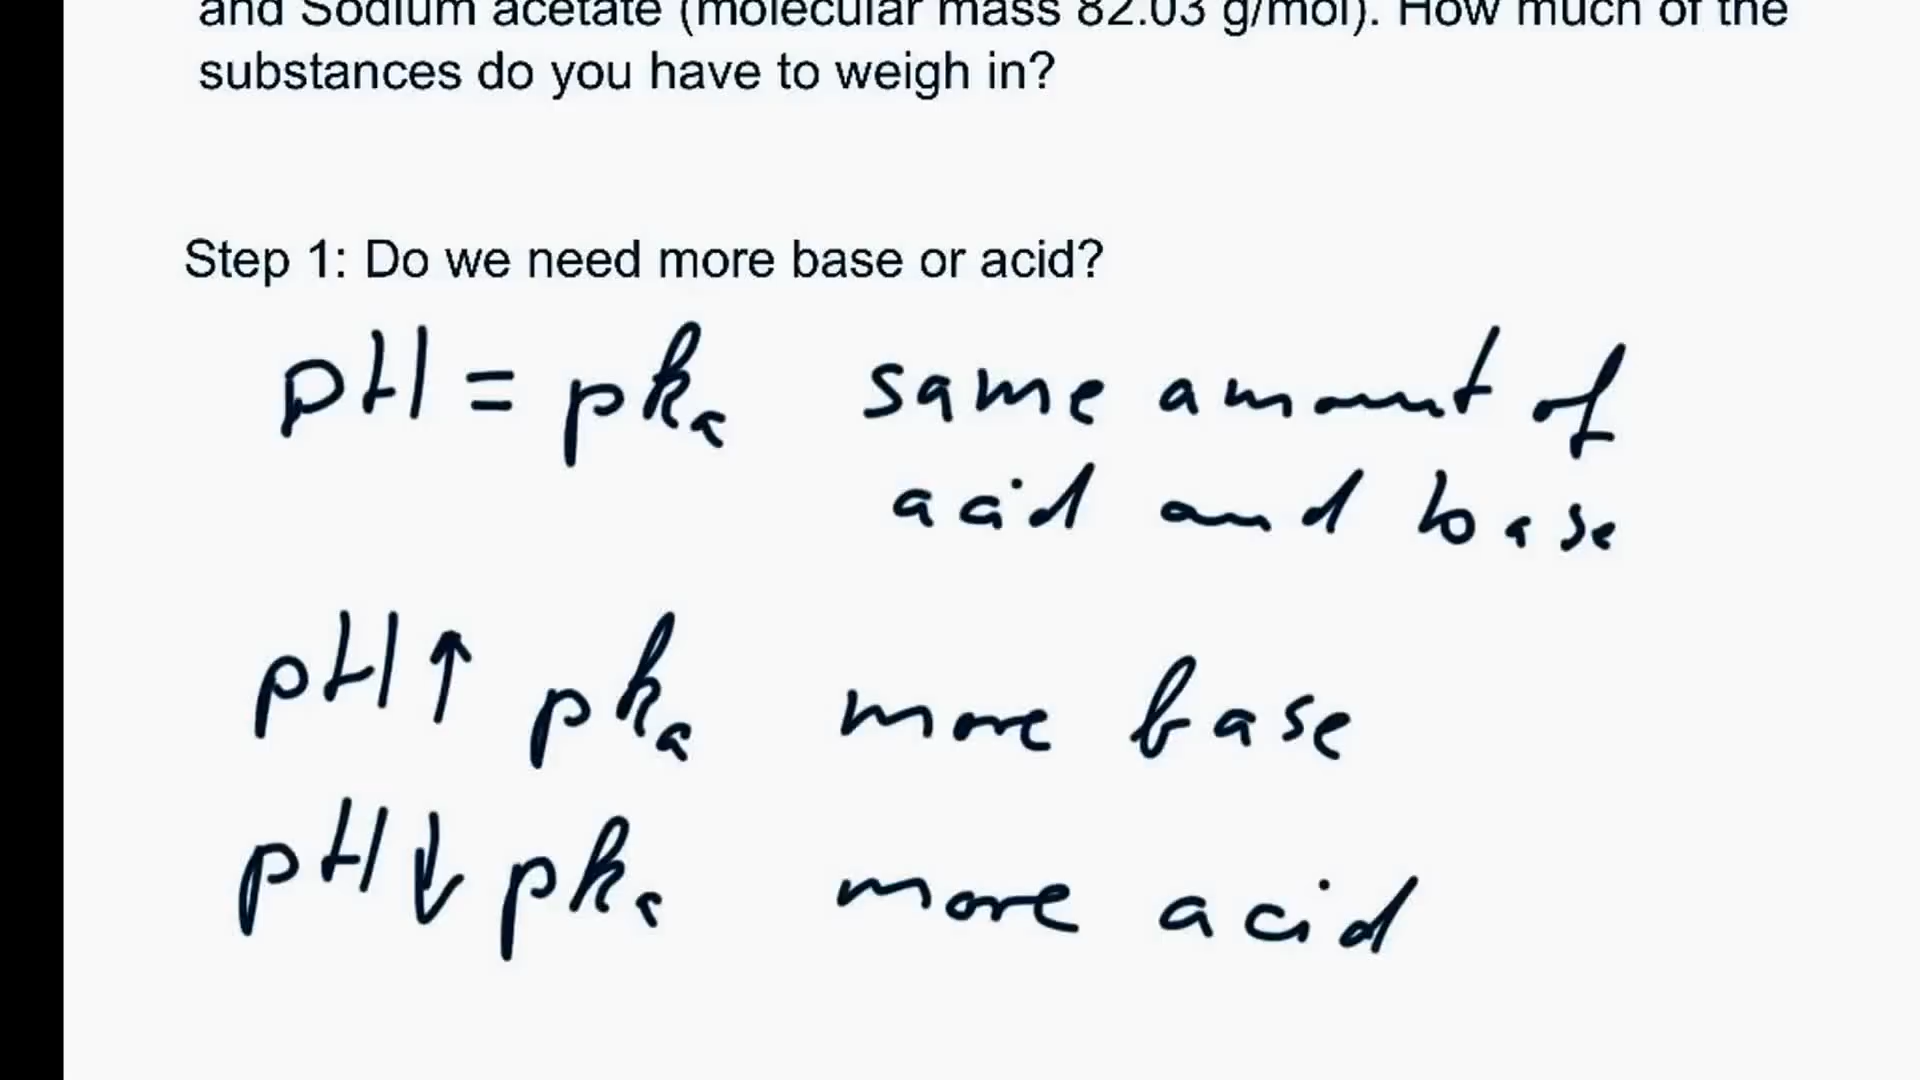 and Sodium acetate (molecular mass 82.03 g/mol). How much of the
substances do you have to weigh in?
Step 1: Do we need more base or acid?
pH = pka same amount of
acid and base
pH↑ pka more base
pH↓ pka more acid